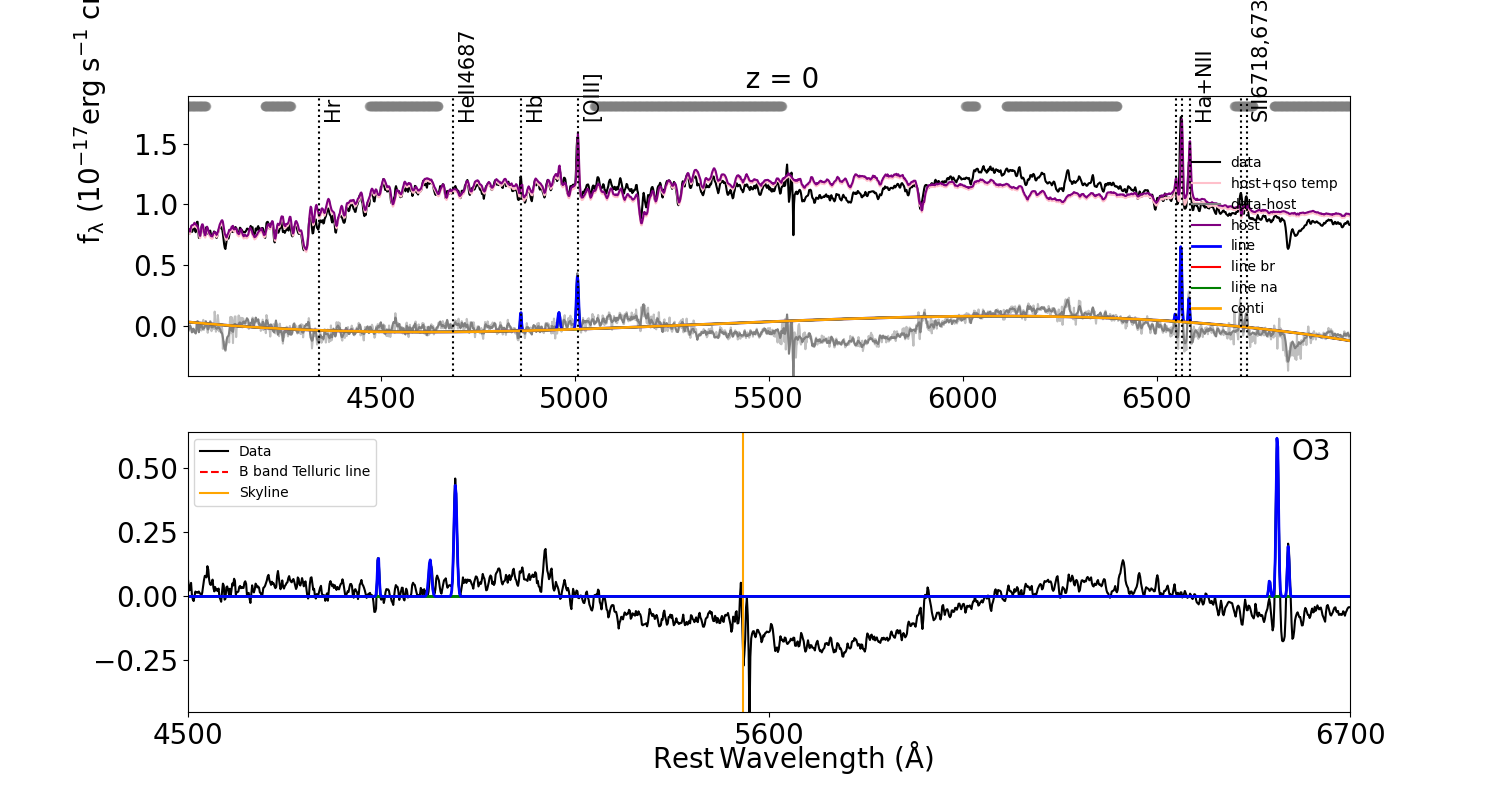 z = 0
f_λ (10^−17 erg s^−1 c
Hr
HeII4687
Hb
[OIII]
Ha+NII
SII6718,673
1.5
1.0
0.5
0.0
data
host+qso temp
data-host
host
line
line br
line na
conti
4500 5000 5500 6000 6500
Data
B band Telluric line
Skyline
O3
0.50
0.25
0.00
−0.25
4500 5600 6700
Rest Wavelength (Å)